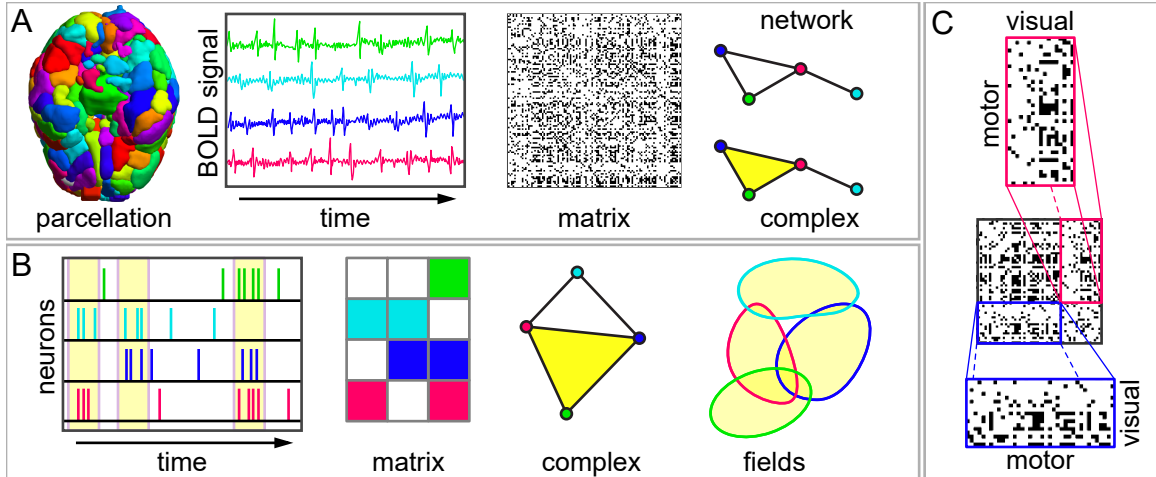 A
BOLD signal
parcellation
time
matrix
network
complex
B
neurons
time
matrix
complex
fields
C
visual
motor
visual
motor